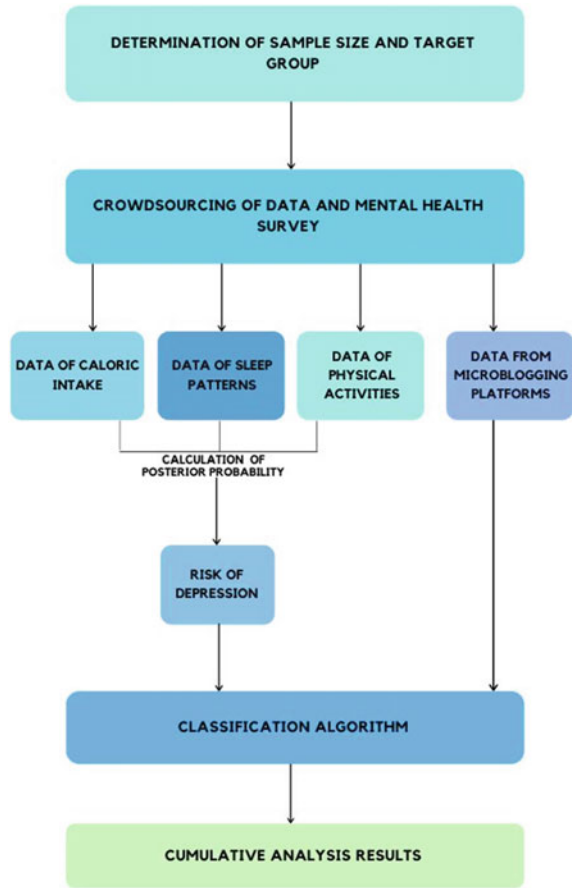 DETERMINATION OF SAMPLE SIZE AND TARGET
GROUP
CROWDSOURCING OF DATA AND MENTAL HEALTH
SURVEY
DATA OF CALORIC
INTAKE
DATA OF SLEEP
PATTERNS
DATA OF
PHYSICAL
ACTIVITIES
DATA FROM
MICROBLOGGING
PLATFORMS
CALCULATION OF
POSTERIOR PROBABILITY
RISK OF
DEPRESSION
CLASSIFICATION ALGORITHM
CUMULATIVE ANALYSIS RESULTS